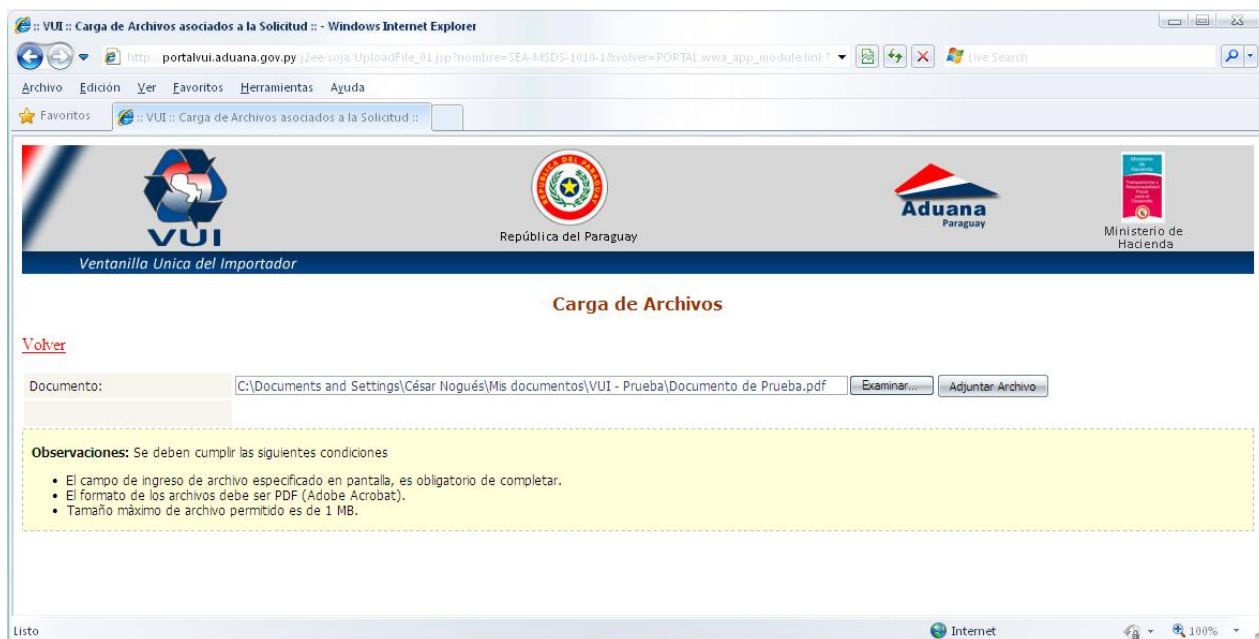 :: VUI :: Carga de Archivos asociados a la Solicitud :: - Windows Internet Explorer
http://portalvui.aduana.gov.py/j2ee/soja/UploadFile_01.jsp?nombre=SEA-MSDS-1010-1&volver=PORTAL.wwa_app_module.link? Live Search
Archivo Edición Ver Favoritos Herramientas Ayuda
Favoritos :: VUI :: Carga de Archivos asociados a la Solicitud ::
VUI
República del Paraguay
Aduana
Paraguay
Ministerio de
Hacienda
Ventanilla Unica del Importador
Carga de Archivos
Volver
Documento: C:\Documents and Settings\César Nogués\Mis documentos\VUI - Prueba\Documento de Prueba.pdf Examinar... Adjuntar Archivo
Observaciones: Se deben cumplir las siguientes condiciones
• El campo de ingreso de archivo especificado en pantalla, es obligatorio de completar.
• El formato de los archivos debe ser PDF (Adobe Acrobat).
• Tamaño màximo de archivo permitido es de 1 MB.
Listo Internet 100%